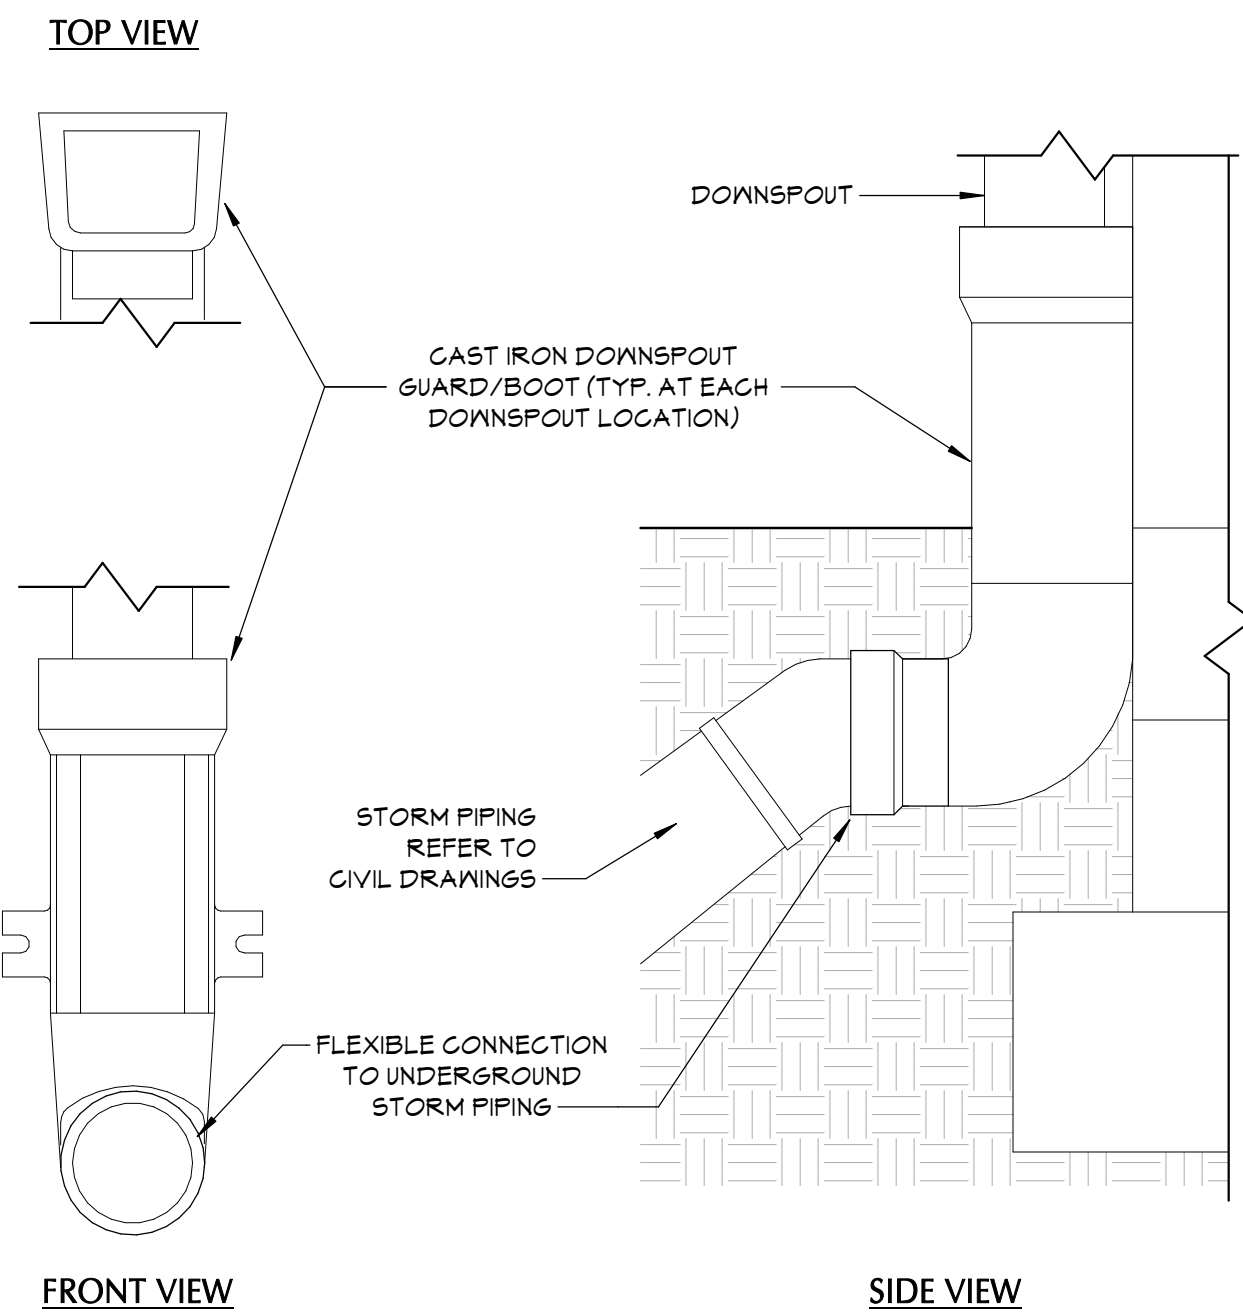 TOP VIEW
DOWNSPOUT
CAST IRON DOWNSPOUT
GUARD/BOOT (TYP. AT EACH
DOWNSPOUT LOCATION)
STORM PIPING
REFER TO
CIVIL DRAWINGS
FLEXIBLE CONNECTION
TO UNDERGROUND
STORM PIPING
FRONT VIEW
SIDE VIEW